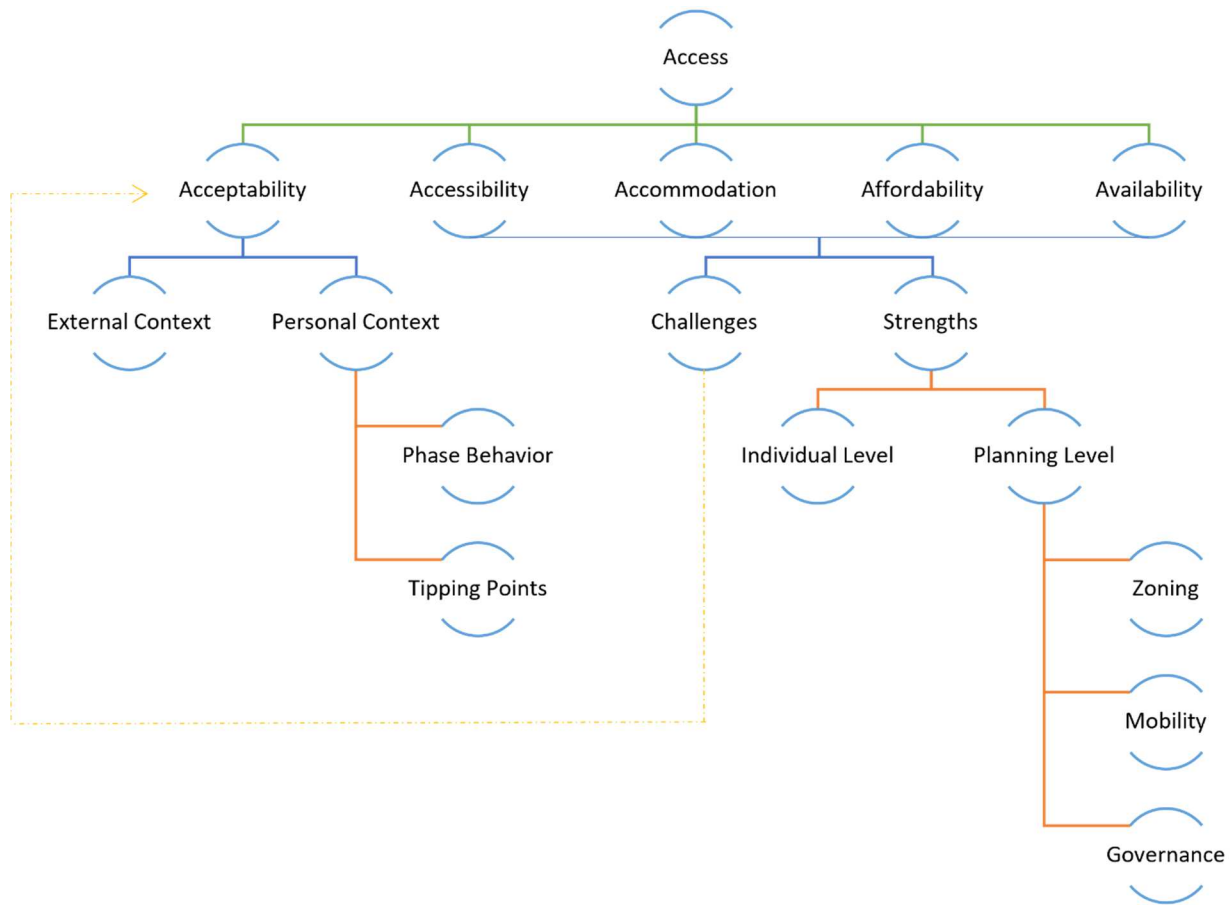 Access
Acceptability
Accessibility
Accommodation
Affordability
Availability
External Context
Personal Context
Challenges
Strengths
Phase Behavior
Individual Level
Planning Level
Tipping Points
Zoning
Mobility
Governance